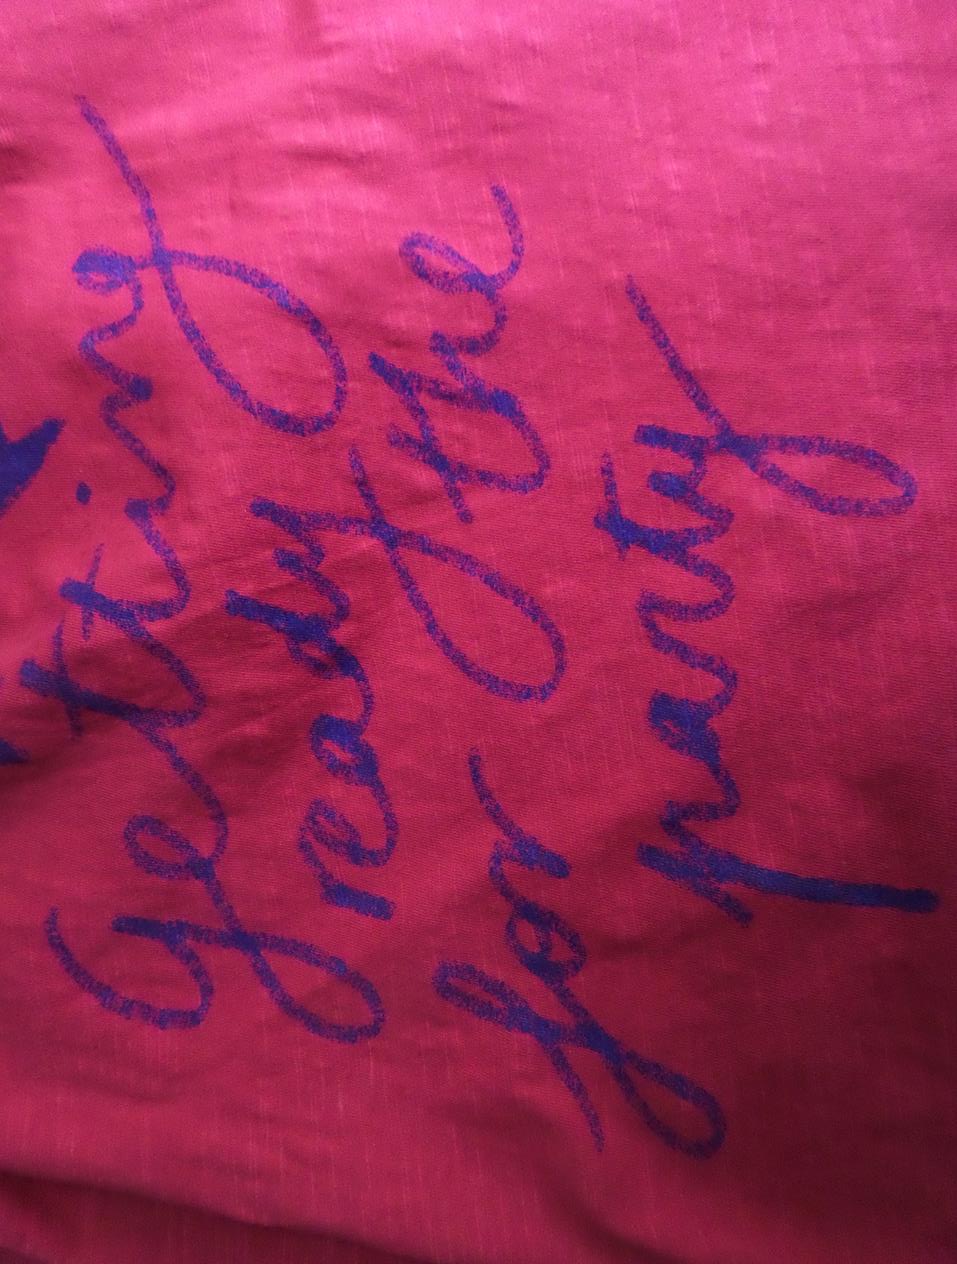 Getting
ready
for the
party